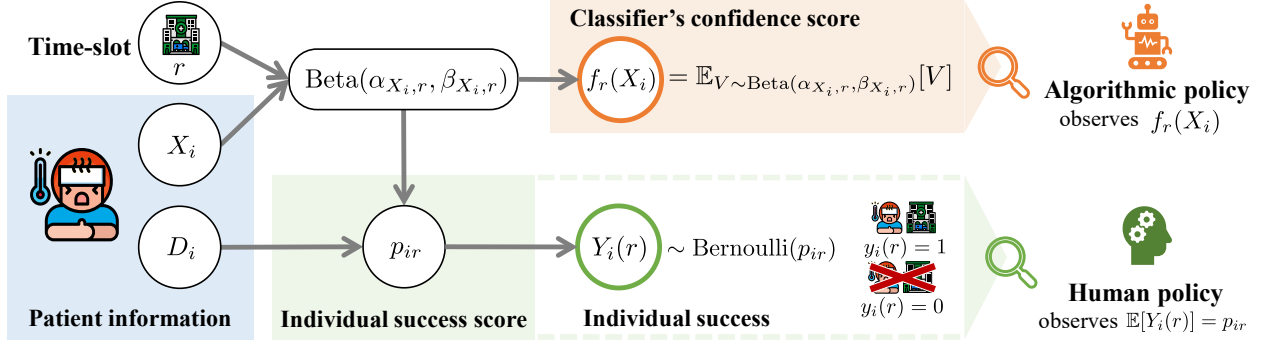 Time-slot
r
Beta(α_{X_i,r}, β_{X_i,r})
Classifier's confidence score
f_r(X_i) = 𝔼_{V∼Beta(α_{X_i,r},β_{X_i,r})}[V]
Algorithmic policy
observes f_r(X_i)
X_i
D_i
Patient information
p_{ir}
Individual success score
Y_i(r) ∼ Bernoulli(p_{ir})
y_i(r) = 1
y_i(r) = 0
Individual success
Human policy
observes 𝔼[Y_i(r)] = p_{ir}